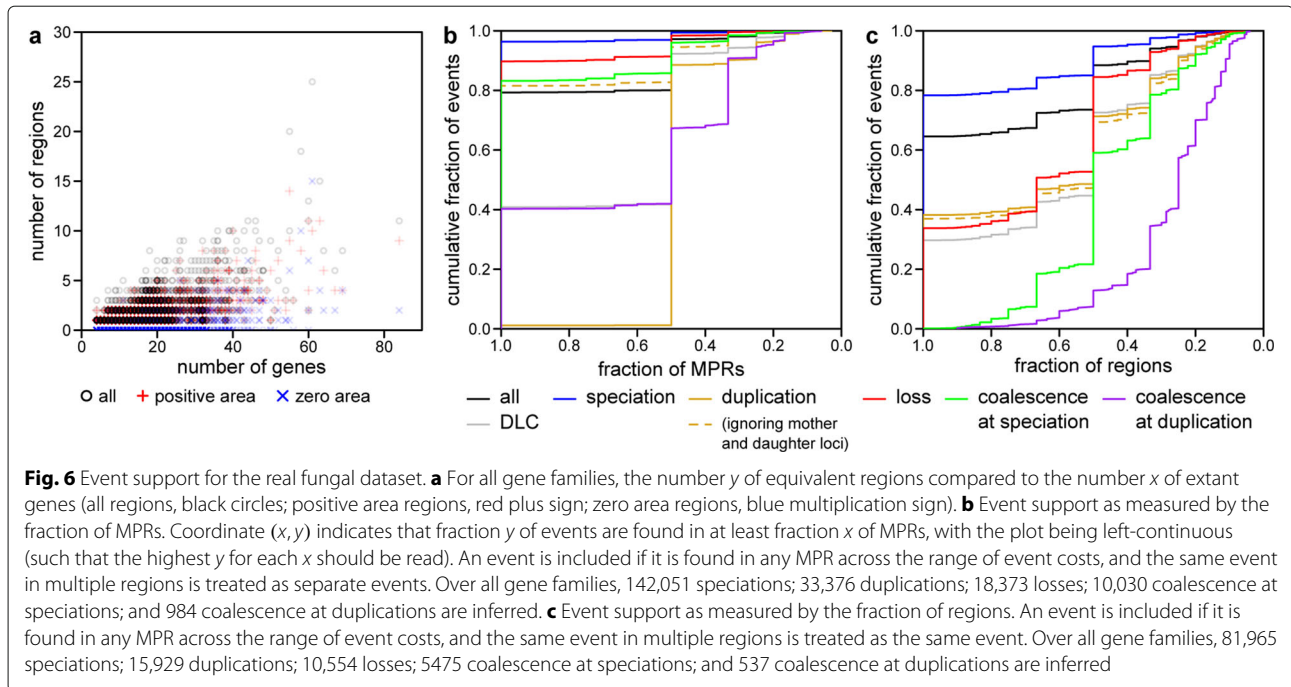 a
b
c
number of regions
30
25
20
15
10
5
0
0
20
40
60
80
number of genes
all
positive area
zero area
cumulative fraction of events
1.0
0.8
0.6
0.4
0.2
0.0
1.0
0.8
0.6
0.4
0.2
0.0
fraction of MPRs
cumulative fraction of events
1.0
0.8
0.6
0.4
0.2
0.0
1.0
0.8
0.6
0.4
0.2
0.0
fraction of regions
all
DLC
speciation
duplication
(ignoring mother
and daughter loci)
loss
coalescence
at speciation
coalescence
at duplication
Fig. 6 Event support for the real fungal dataset. a For all gene families, the number y of equivalent regions compared to the number x of extant
genes (all regions, black circles; positive area regions, red plus sign; zero area regions, blue multiplication sign). b Event support as measured by the
fraction of MPRs. Coordinate (x, y) indicates that fraction y of events are found in at least fraction x of MPRs, with the plot being left-continuous
(such that the highest y for each x should be read). An event is included if it is found in any MPR across the range of event costs, and the same event
in multiple regions is treated as separate events. Over all gene families, 142,051 speciations; 33,376 duplications; 18,373 losses; 10,030 coalescence at
speciations; and 984 coalescence at duplications are inferred. c Event support as measured by the fraction of regions. An event is included if it is
found in any MPR across the range of event costs, and the same event in multiple regions is treated as the same event. Over all gene families, 81,965
speciations; 15,929 duplications; 10,554 losses; 5475 coalescence at speciations; and 537 coalescence at duplications are inferred